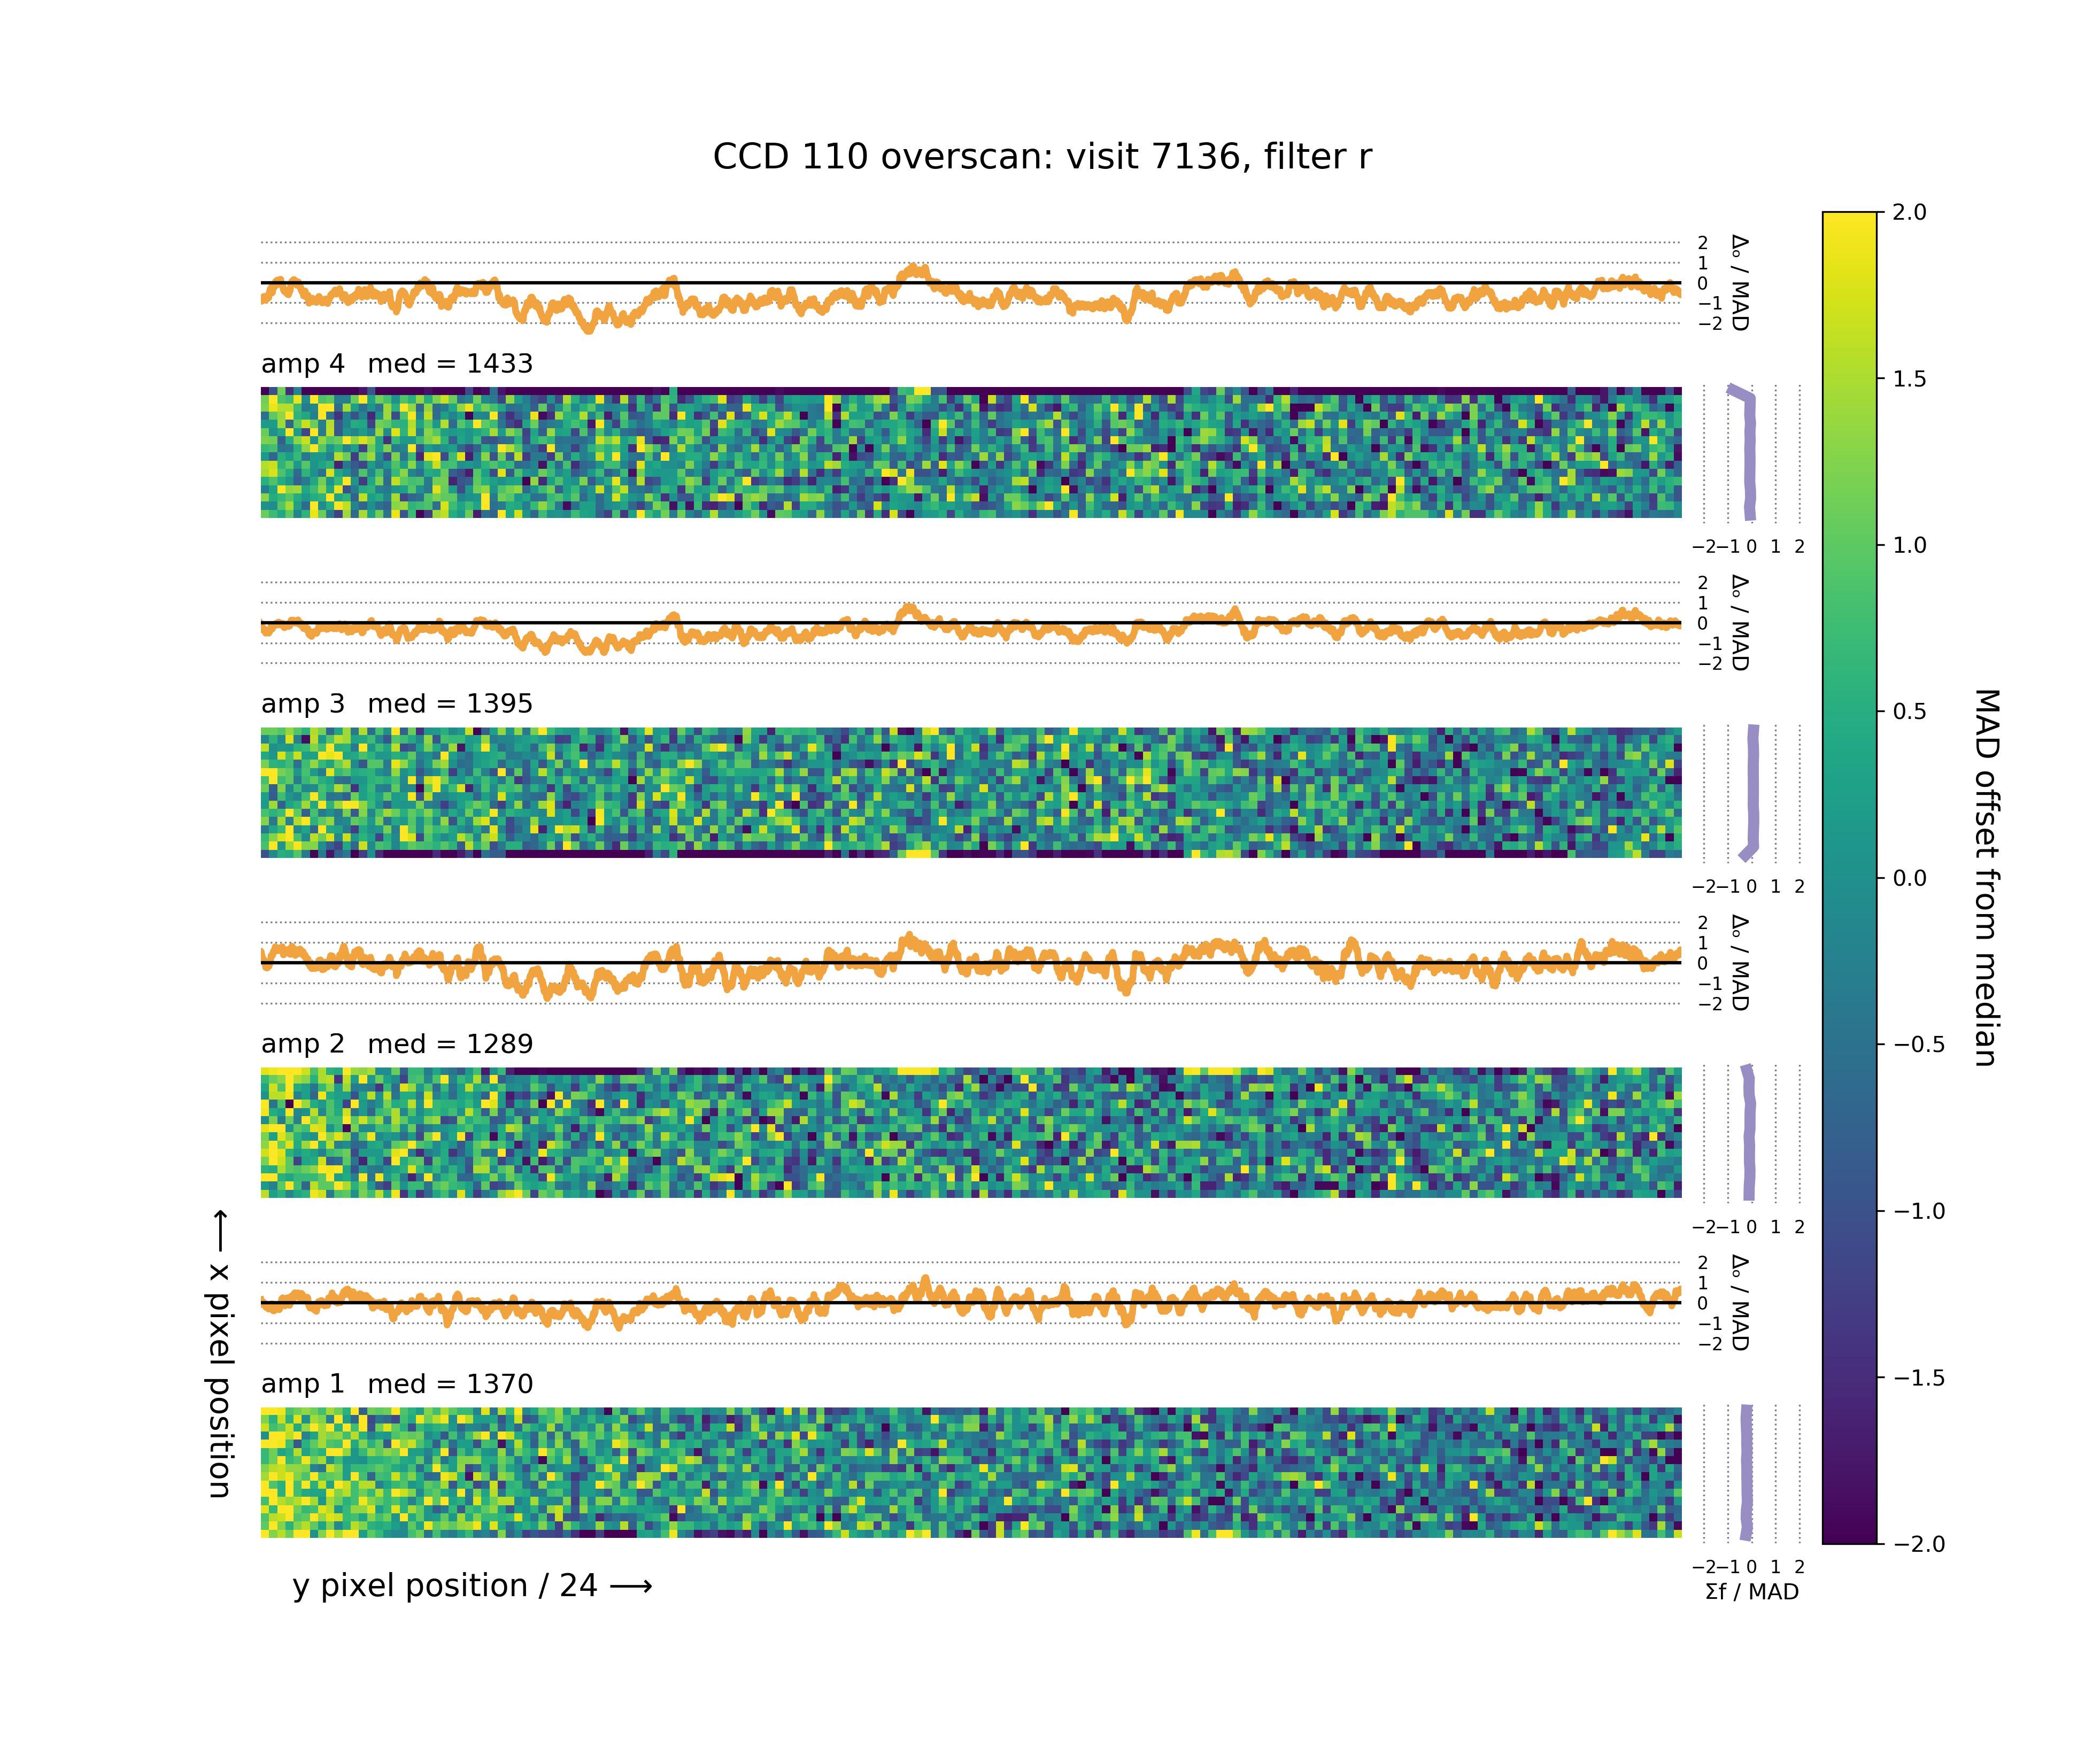 CCD 110 overscan: visit 7136, filter r
2
1
0
−1
−2
Δₒ / MAD
amp 4 med = 1433
−2 −1 0 1 2
2
1
0
−1
−2
Δₒ / MAD
amp 3 med = 1395
−2 −1 0 1 2
2
1
0
−1
−2
Δₒ / MAD
amp 2 med = 1289
−2 −1 0 1 2
2
1
0
−1
−2
Δₒ / MAD
amp 1 med = 1370
−2 −1 0 1 2
Σf / MAD
⟵ x pixel position
y pixel position / 24 ⟶
2.0
1.5
1.0
0.5
0.0
−0.5
−1.0
−1.5
−2.0
MAD offset from median